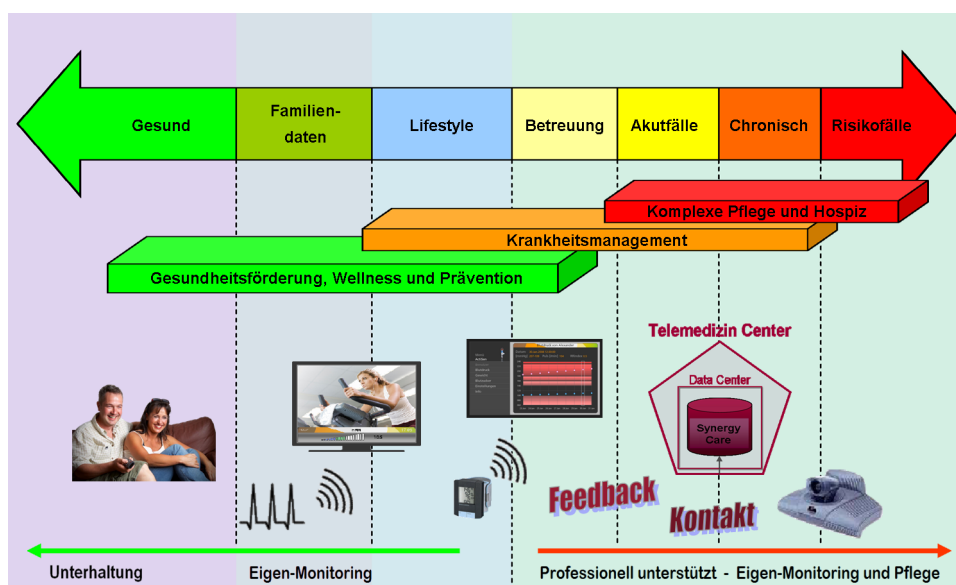 Gesund
Familien-
daten
Lifestyle
Betreuung
Akutfälle
Chronisch
Risikofälle
Komplexe Pflege und Hospiz
Krankheitsmanagement
Gesundheitsförderung, Wellness und Prävention
Telemedizin Center
Data Center
Synergy
Care
Feedback
Kontakt
Unterhaltung
Eigen-Monitoring
Professionell unterstützt - Eigen-Monitoring und Pflege